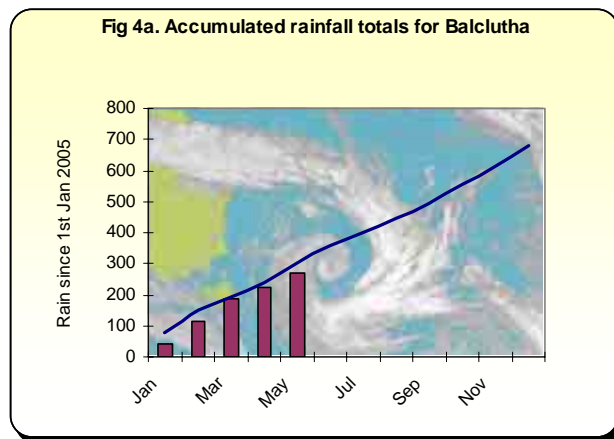 Fig 4a. Accumulated rainfall totals for Balclutha
800
700
600
500
400
300
200
100
0
Rain since 1st Jan 2005
Jan
Mar
May
Jul
Sep
Nov